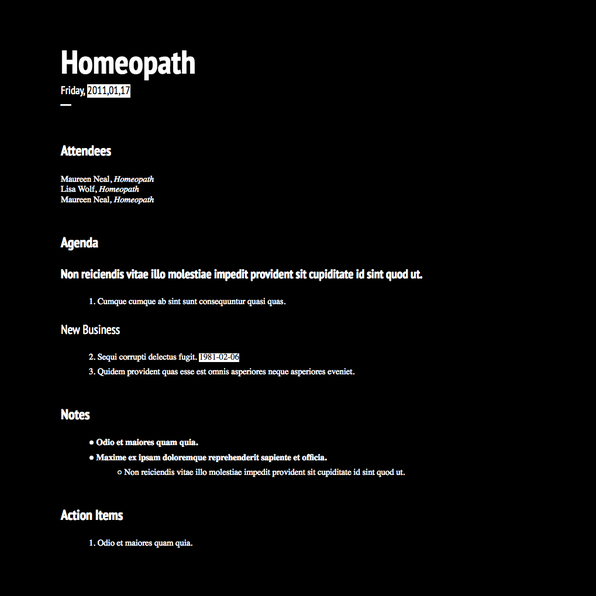 Homeopath
Friday, 2011,01,17
Attendees
Maureen Neal, Homeopath
Lisa Wolf, Homeopath
Maureen Neal, Homeopath
Agenda
Non reiciendis vitae illo molestiae impedit provident sit cupiditate id sint quod ut.
1. Cumque cumque ab sint sunt consequuntur quasi quas.
New Business
2. Sequi corrupti delectus fugit. 1981-02-06
3. Quidem provident quas esse est omnis asperiores neque asperiores eveniet.
Notes
• Odio et maiores quam quia.
• Maxime ex ipsam doloremque reprehenderit sapiente et officia.
○ Non reiciendis vitae illo molestiae impedit provident sit cupiditate id sint quod ut.
Action Items
1. Odio et maiores quam quia.